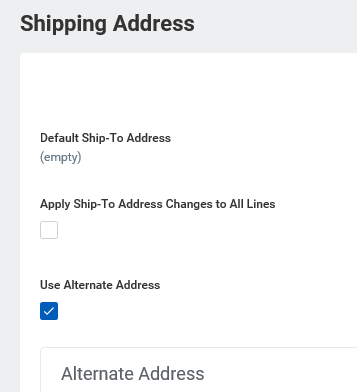 Shipping Address
Default Ship-To Address
(empty)
Apply Ship-To Address Changes to All Lines
Use Alternate Address
Alternate Address